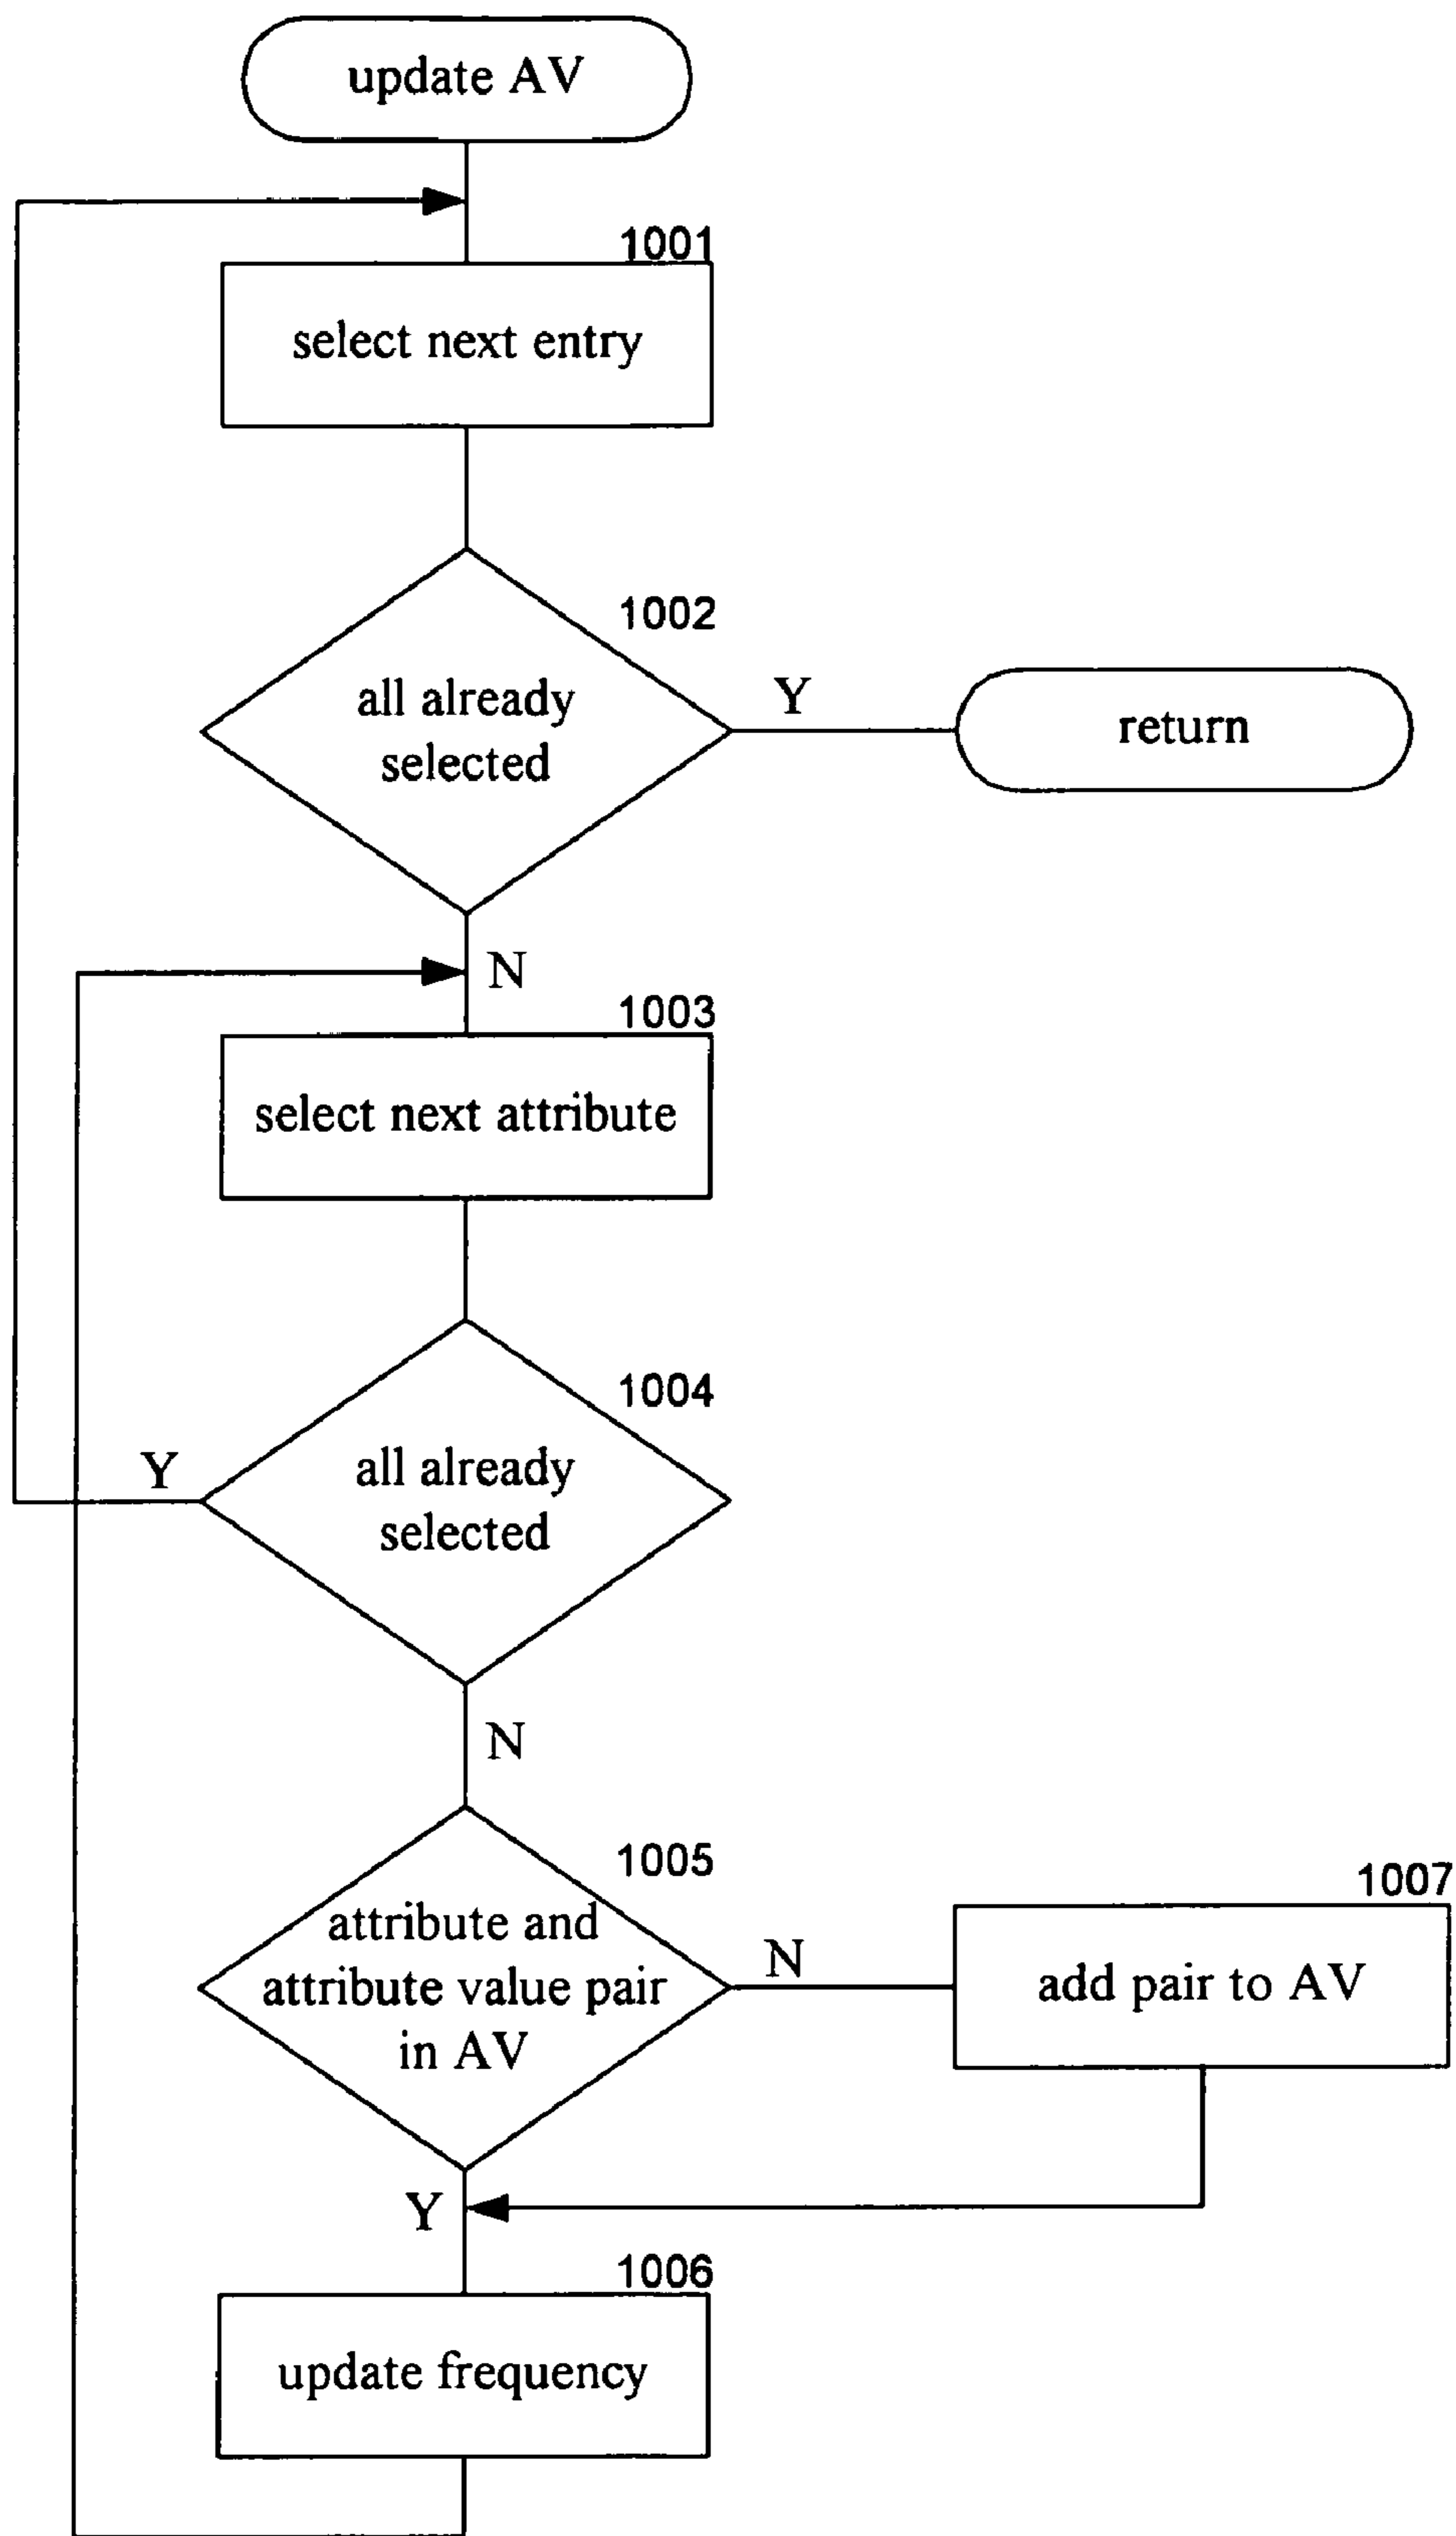 update AV
1001
select next entry
1002
all already
selected
Y
return
N
1003
select next attribute
1004
all already
selected
Y
N
1005
attribute and
attribute value pair
in AV
N
1007
add pair to AV
Y
1006
update frequency